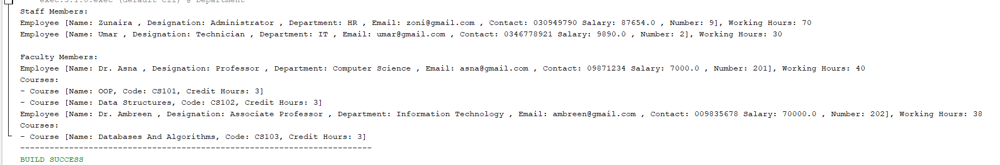 exec:3.1.0:exec (default-cli) @ Department
Staff Members:
Employee [Name: Zunaira , Designation: Administrator , Department: HR , Email: zoni@gmail.com , Contact: 030949790 Salary: 87654.0 , Number: 9], Working Hours: 70
Employee [Name: Umar , Designation: Technician , Department: IT , Email: umar@gmail.com , Contact: 0346778921 Salary: 9890.0 , Number: 2], Working Hours: 30
Faculty Members:
Employee [Name: Dr. Asna , Designation: Professor , Department: Computer Science , Email: asna@gmail.com , Contact: 09871234 Salary: 7000.0 , Number: 201], Working Hours: 40
Courses:
- Course [Name: OOP, Code: CS101, Credit Hours: 3]
- Course [Name: Data Structures, Code: CS102, Credit Hours: 3]
Employee [Name: Dr. Ambreen , Designation: Associate Professor , Department: Information Technology , Email: ambreen@gmail.com , Contact: 009835678 Salary: 70000.0 , Number: 202], Working Hours: 38
Courses:
- Course [Name: Databases And Algorithms, Code: CS103, Credit Hours: 3]
------------------------------------------------------------------------
BUILD SUCCESS